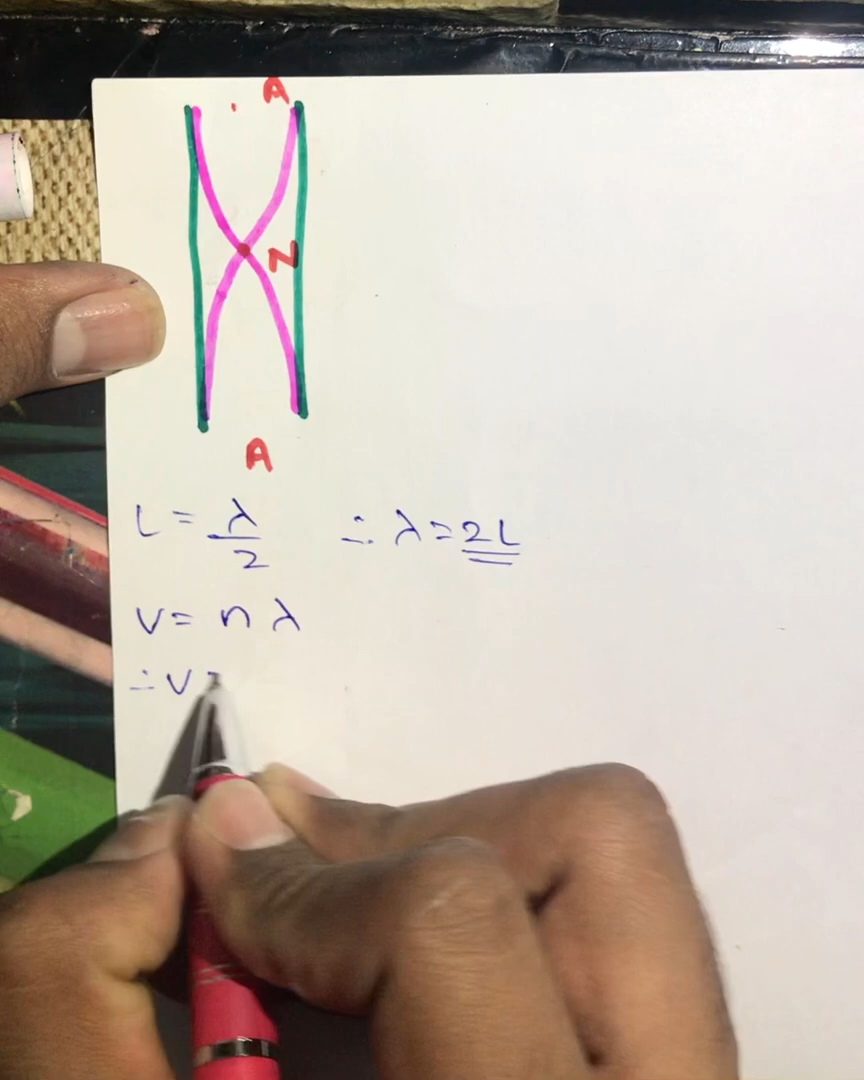 A
N
A
L = λ/2 ∴ λ = 2L
v = n λ
∴ v =